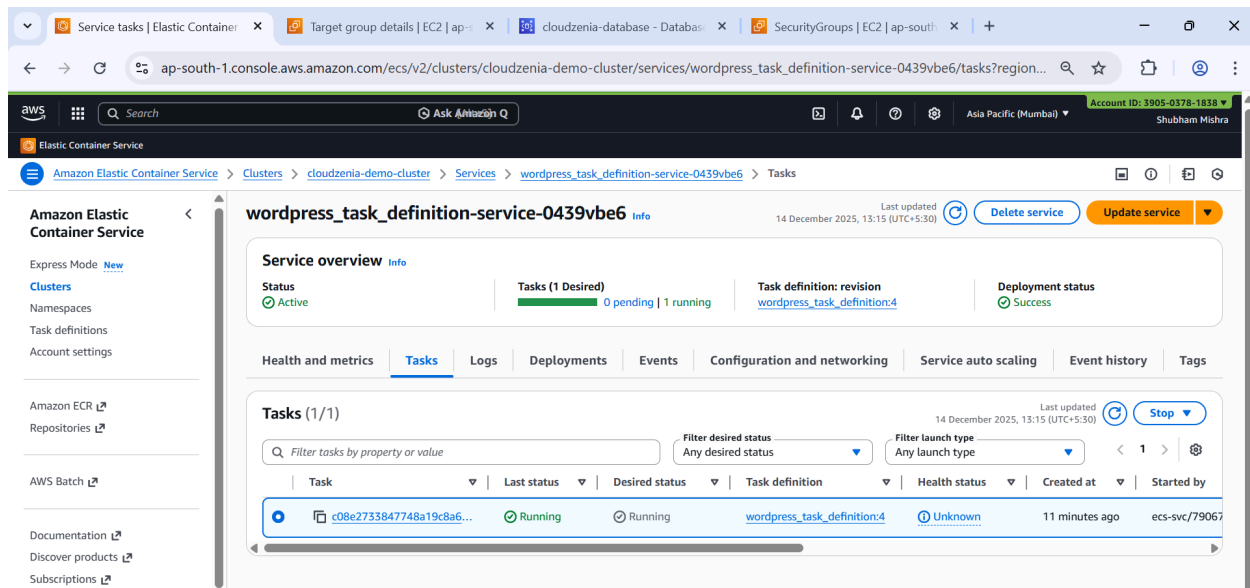 Service tasks | Elastic Container
Target group details | EC2 | ap-s
cloudzenia-database - Databas
SecurityGroups | EC2 | ap-south
ap-south-1.console.aws.amazon.com/ecs/v2/clusters/cloudzenia-demo-cluster/services/wordpress_task_definition-service-0439vbe6/tasks?region...
aws
Search
Ask Amazon Q
Asia Pacific (Mumbai)
Account ID: 3905-0378-1838
Shubham Mishra
Elastic Container Service
Amazon Elastic Container Service > Clusters > cloudzenia-demo-cluster > Services > wordpress_task_definition-service-0439vbe6 > Tasks
Amazon Elastic
Container Service
Express Mode New
Clusters
Namespaces
Task definitions
Account settings
Amazon ECR
Repositories
AWS Batch
Documentation
Discover products
Subscriptions
wordpress_task_definition-service-0439vbe6 Info
Last updated
14 December 2025, 13:15 (UTC+5:30)
Delete service
Update service
Service overview Info
Status
Active
Tasks (1 Desired)
0 pending | 1 running
Task definition: revision
wordpress_task_definition:4
Deployment status
Success
Health and metrics
Tasks
Logs
Deployments
Events
Configuration and networking
Service auto scaling
Event history
Tags
Tasks (1/1)
Last updated
14 December 2025, 13:15 (UTC+5:30)
Stop
Filter tasks by property or value
Filter desired status
Any desired status
Filter launch type
Any launch type
1
Task Last status Desired status Task definition Health status Created at Started by
c08e2733847748a19c8a6... Running Running wordpress_task_definition:4 Unknown 11 minutes ago ecs-svc/79067